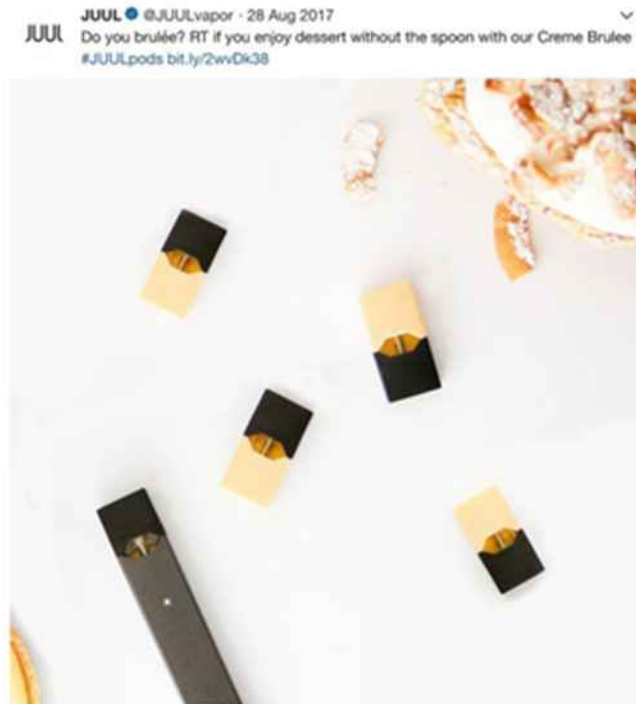 JUUL @JUULvapor · 28 Aug 2017
JUUL Do you brulée? RT if you enjoy dessert without the spoon with our Creme Brulee
#JUULpods bit.ly/2wvDk38